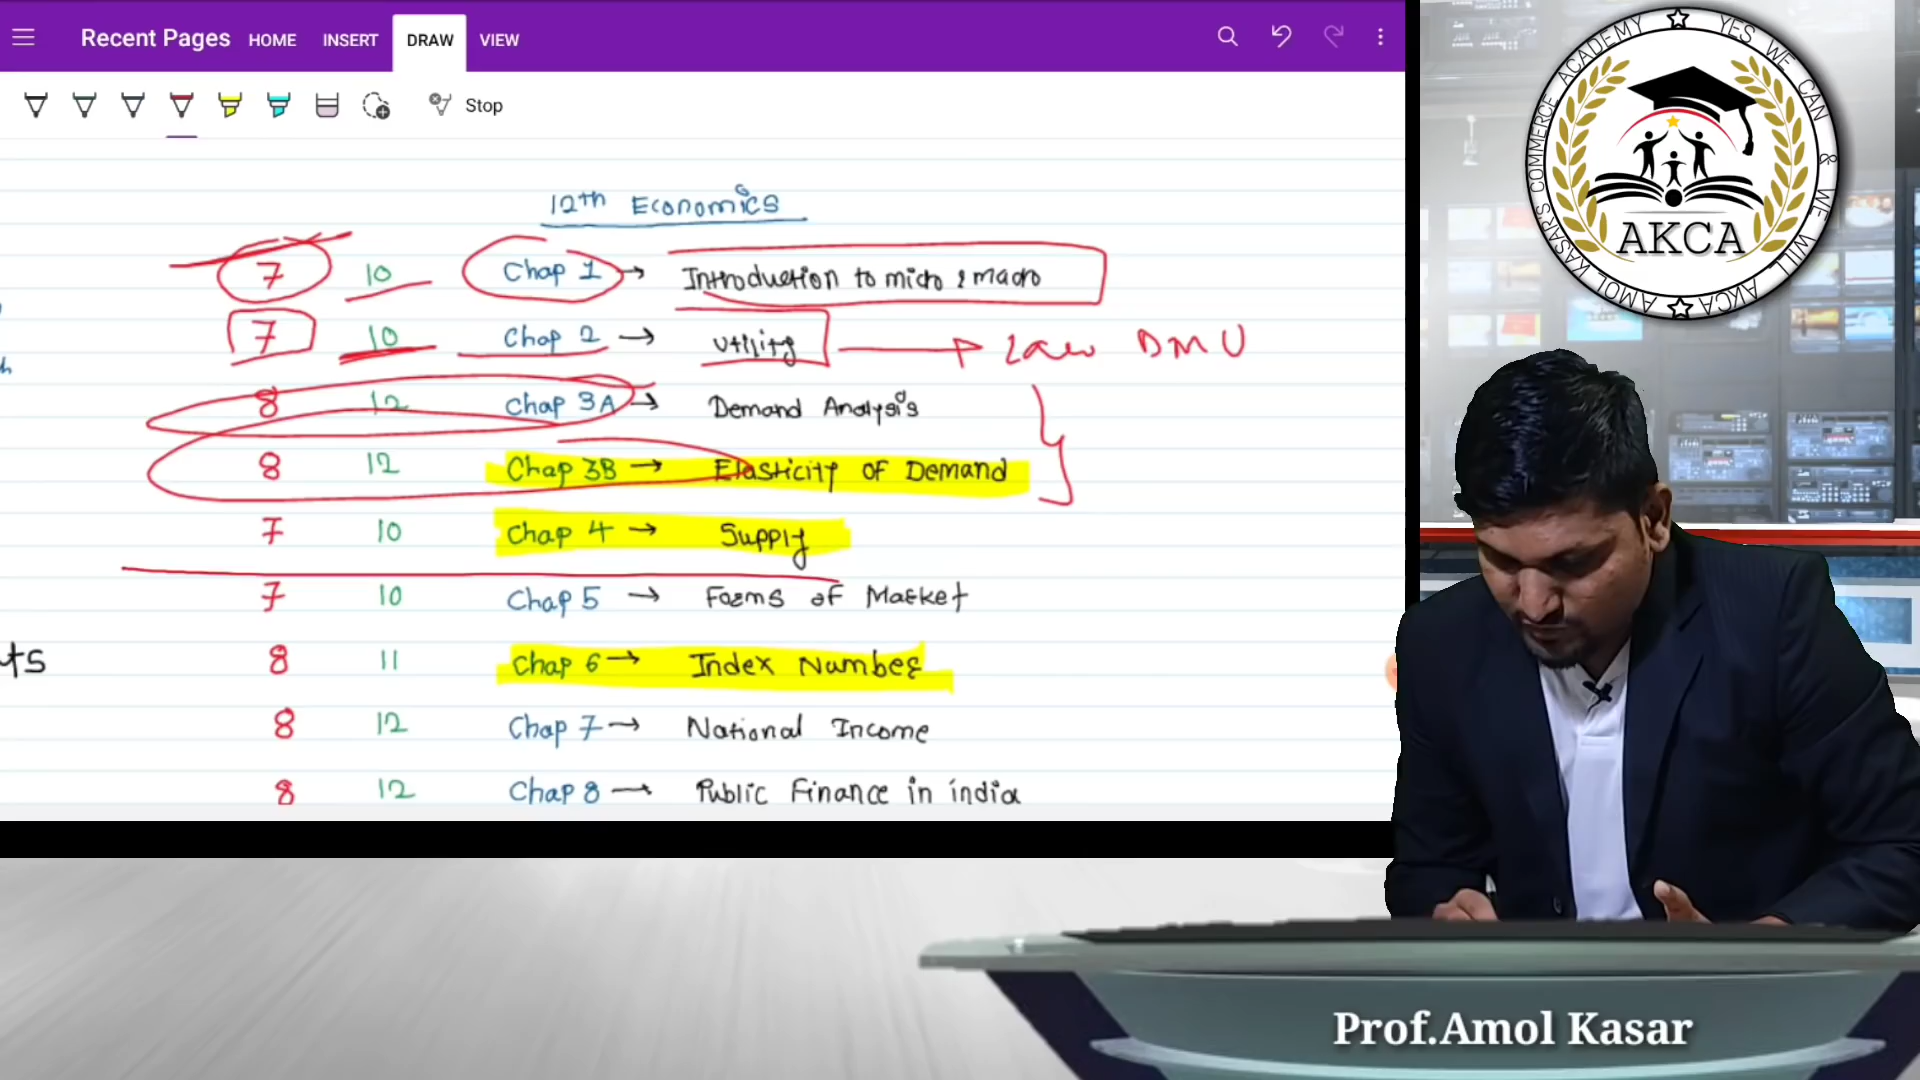 Recent Pages HOME INSERT DRAW VIEW
Stop
12th Economics
7 10 Chap 1 → Introduction to micro & macro
7 10 Chap 2 → Utility → Law DMU
8 12 Chap 3A → Demand Analysis
8 12 Chap 3B → Elasticity of Demand
7 10 Chap 4 → Supply
7 10 Chap 5 → Forms of Market
ts 8 11 Chap 6 → Index Number
8 12 Chap 7 → National Income
8 12 Chap 8 → Public Finance in india
AMOL KASAR'S COMMERCE ACADEMY
YES WE CAN & WE WILL
AKCA
AKCA
Prof.Amol Kasar